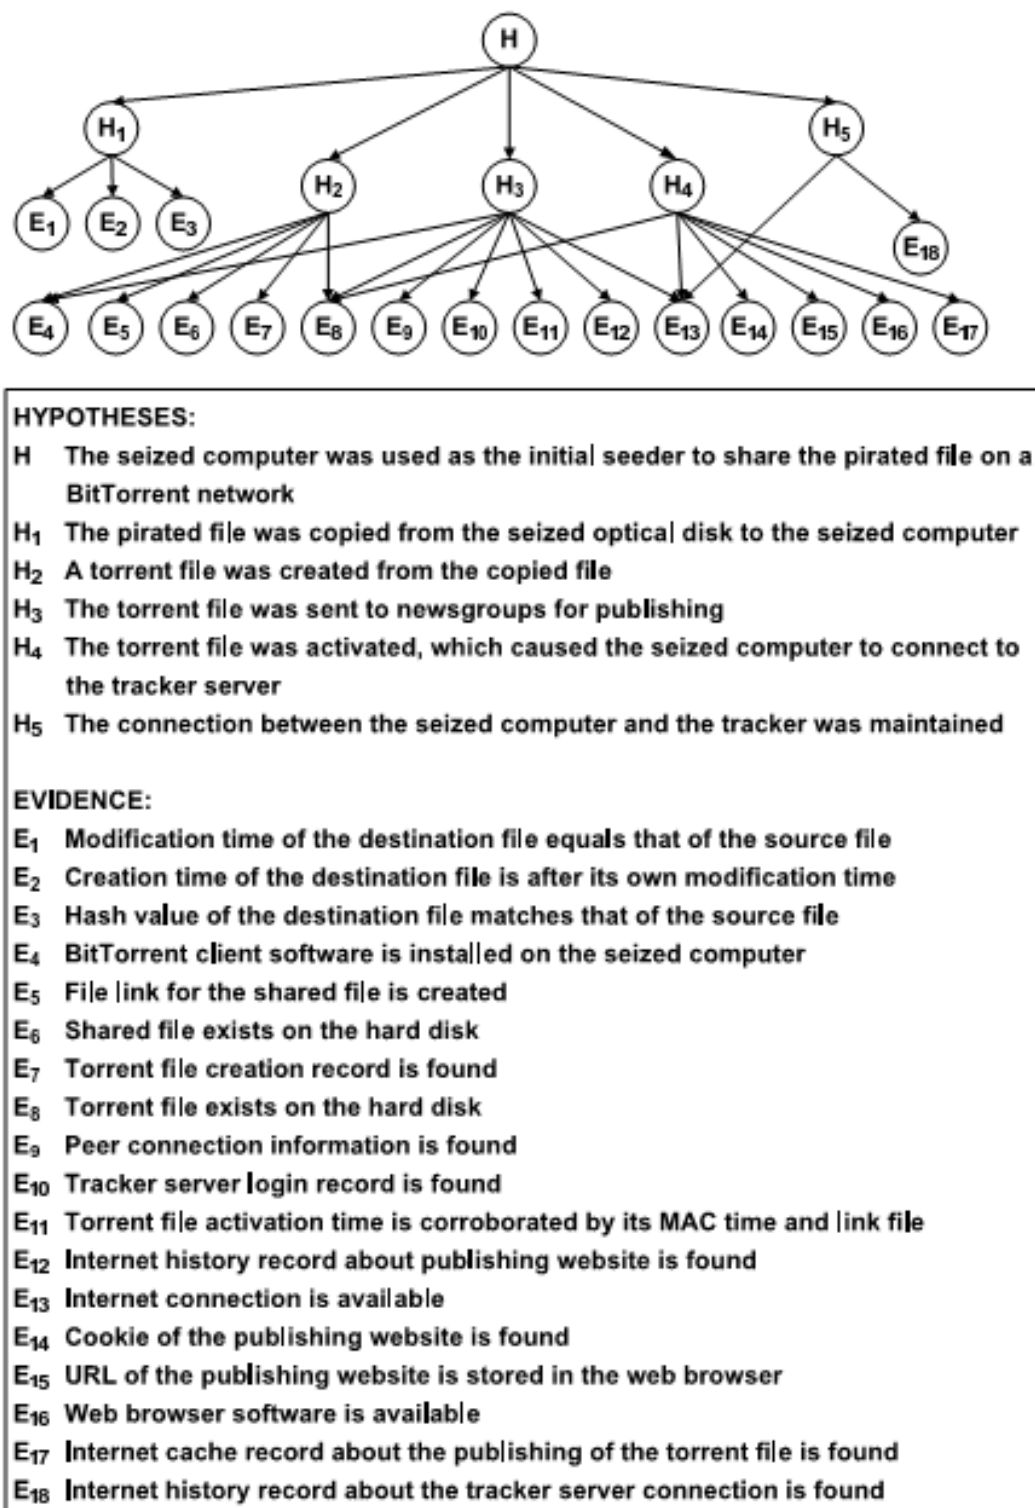 H
H1
H5
H2
H3
H4
E1
E2
E3
E18
E4
E5
E6
E7
E8
E9
E10
E11
E12
E13
E14
E15
E16
E17
HYPOTHESES:
H The seized computer was used as the initial seeder to share the pirated file on a
BitTorrent network
H1 The pirated file was copied from the seized optical disk to the seized computer
H2 A torrent file was created from the copied file
H3 The torrent file was sent to newsgroups for publishing
H4 The torrent file was activated, which caused the seized computer to connect to
the tracker server
H5 The connection between the seized computer and the tracker was maintained
EVIDENCE:
E1 Modification time of the destination file equals that of the source file
E2 Creation time of the destination file is after its own modification time
E3 Hash value of the destination file matches that of the source file
E4 BitTorrent client software is installed on the seized computer
E5 File link for the shared file is created
E6 Shared file exists on the hard disk
E7 Torrent file creation record is found
E8 Torrent file exists on the hard disk
E9 Peer connection information is found
E10 Tracker server login record is found
E11 Torrent file activation time is corroborated by its MAC time and link file
E12 Internet history record about publishing website is found
E13 Internet connection is available
E14 Cookie of the publishing website is found
E15 URL of the publishing website is stored in the web browser
E16 Web browser software is available
E17 Internet cache record about the publishing of the torrent file is found
E18 Internet history record about the tracker server connection is found